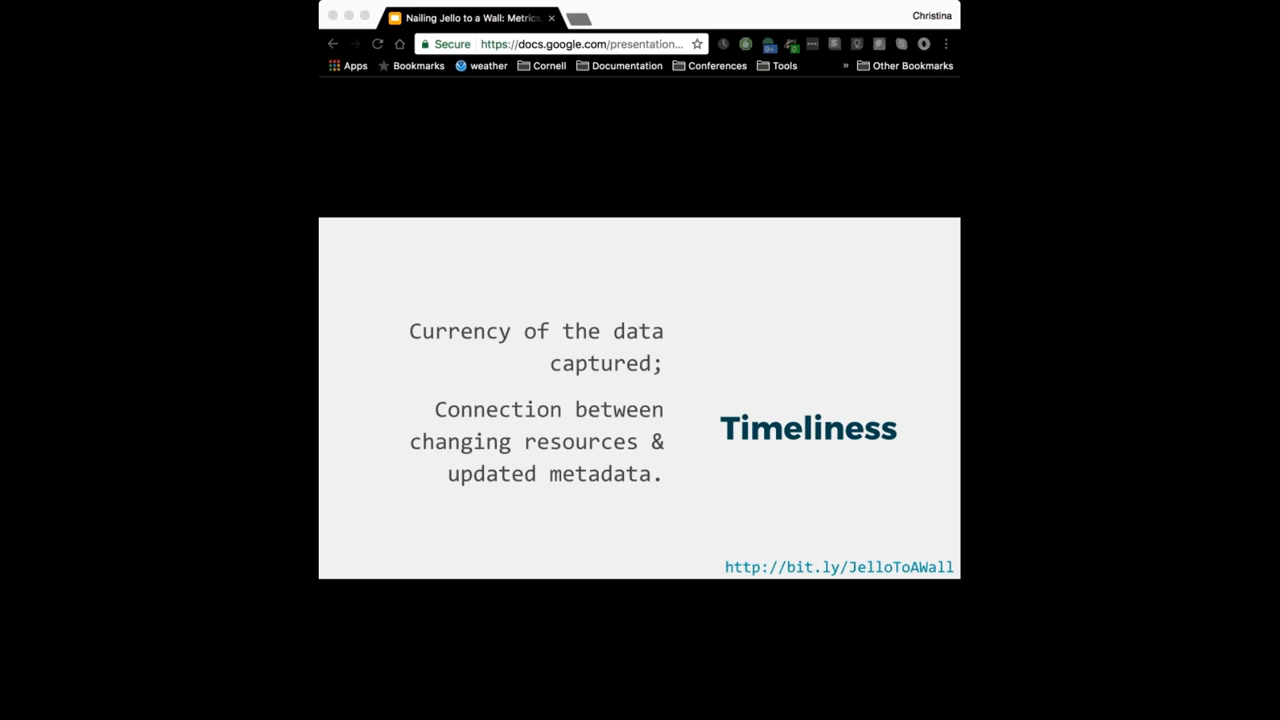 Nailing Jello to a Wall: Metrics,
Christina
Secure https://docs.google.com/presentation...
Apps Bookmarks weather Cornell Documentation Conferences Tools » Other Bookmarks
Currency of the data
captured;
Connection between
changing resources &
updated metadata.
Timeliness
http://bit.ly/JelloToAWall